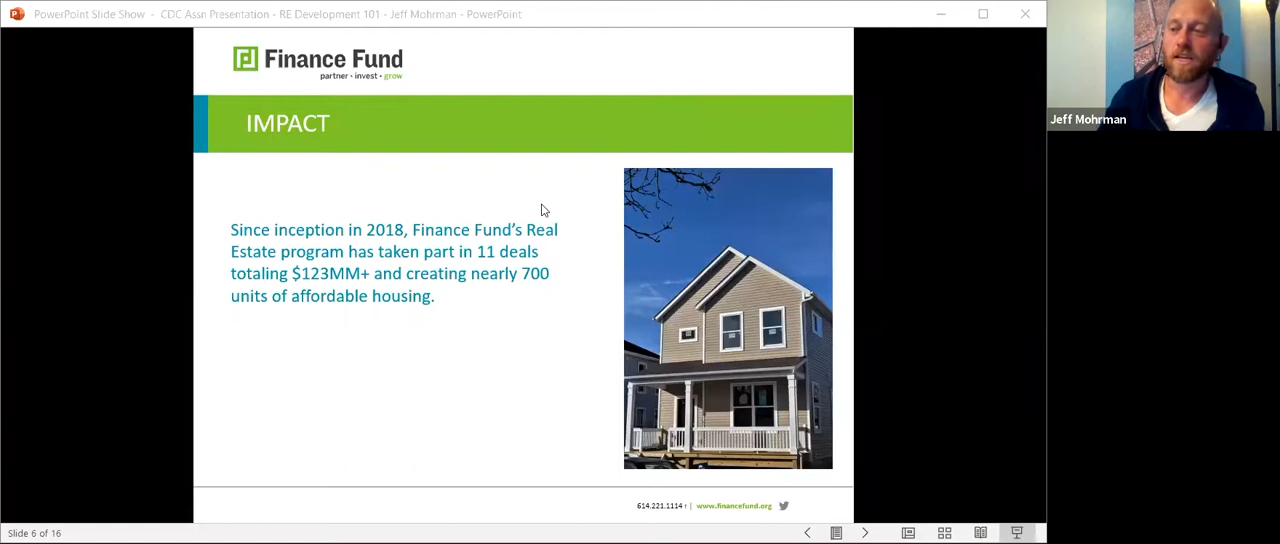 PowerPoint Slide Show - CDC Assn Presentation - RE Development 101 - Jeff Mohrman - PowerPoint
Finance Fund
partner • invest • grow
IMPACT
Since inception in 2018, Finance Fund's Real
Estate program has taken part in 11 deals
totaling $123MM+ and creating nearly 700
units of affordable housing.
614.221.1114 T | www.financefund.org
Slide 6 of 16
Jeff Mohrman